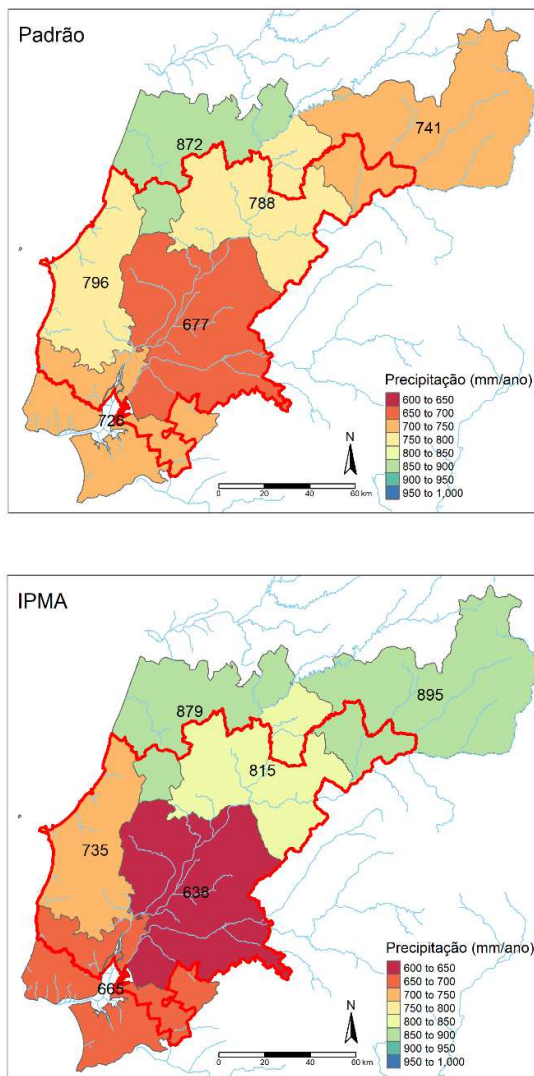 Padrão
741
872
788
796
677
726
Precipitação (mm/ano)
600 to 650
650 to 700
700 to 750
750 to 800
800 to 850
850 to 900
900 to 950
950 to 1,000
N
0 20 40 60 km
IPMA
895
879
815
735
638
665
Precipitação (mm/ano)
600 to 650
650 to 700
700 to 750
750 to 800
800 to 850
850 to 900
900 to 950
950 to 1,000
N
0 20 40 60 km